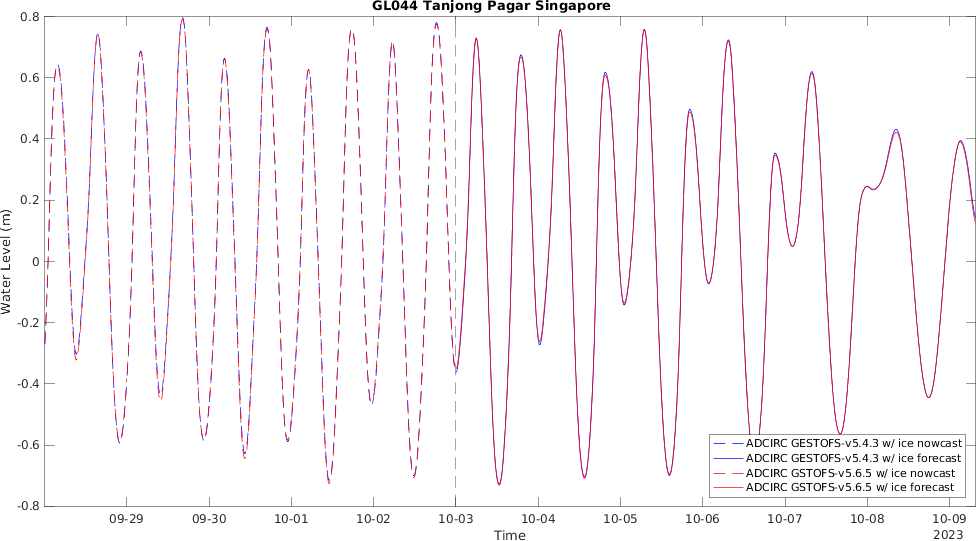 GL044 Tanjong Pagar Singapore
0.8
0.6
0.4
0.2
0
-0.2
-0.4
-0.6
-0.8
Water Level (m)
ADCIRC GESTOFS-v5.4.3 w/ ice nowcast
ADCIRC GESTOFS-v5.4.3 w/ ice forecast
ADCIRC GSTOFS-v5.6.5 w/ ice nowcast
ADCIRC GSTOFS-v5.6.5 w/ ice forecast
09-29 09-30 10-01 10-02 10-03 10-04 10-05 10-06 10-07 10-08 10-09
Time 2023